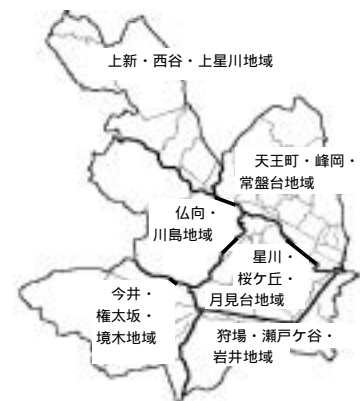 上新・西谷・上星川地域
天王町・峰岡・
常盤台地域
仏向・
川島地域
星川・
桜ケ丘・
月見台地域
今井・
権太坂・
境木地域
狩場・瀬戸ケ谷・
岩井地域